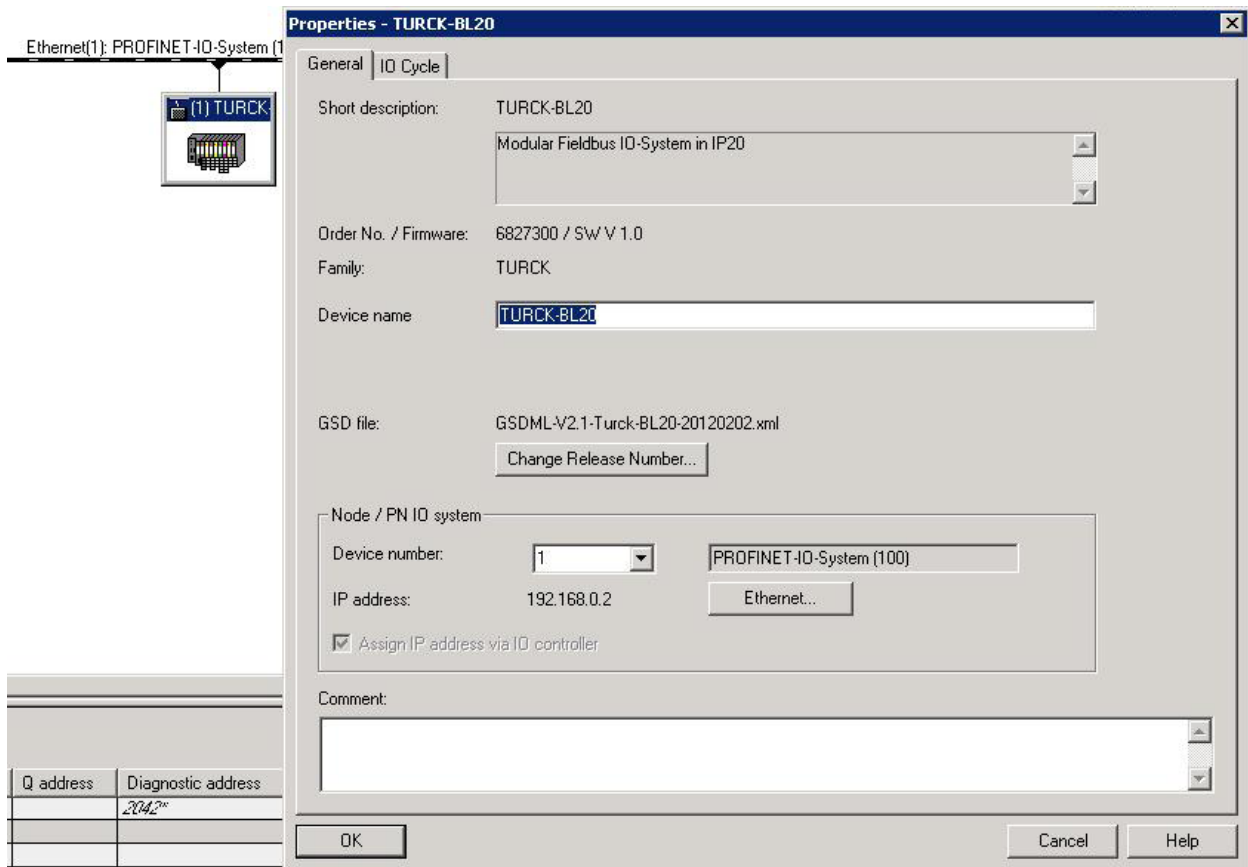 Properties - TURCK-BL20
Ethernet(1): PROFINET-IO-System (1
(1) TURCK-
General
IO Cycle
Short description: TURCK-BL20
Modular Fieldbus IO-System in IP20
Order No. / Firmware: 6827300 / SW V 1.0
Family: TURCK
Device name TURCK-BL20
GSD file: GSDML-V2.1-Turck-BL20-20120202.xml
Change Release Number...
Node / PN IO system
Device number: 1 PROFINET-IO-System (100)
IP address: 192.168.0.2 Ethernet...
Assign IP address via IO controller
Comment:
Q address Diagnostic address
2042*
OK Cancel Help